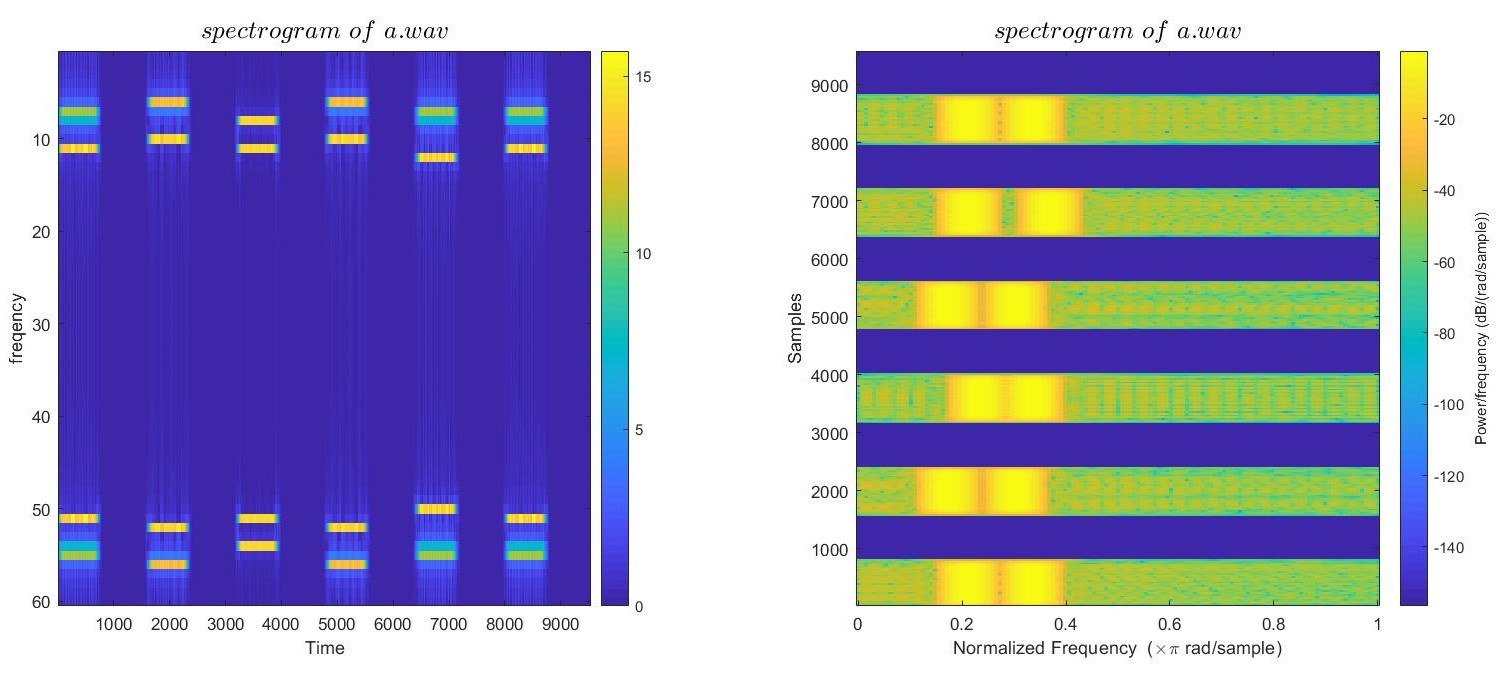 spectrogram of a.wav
freqency
10
20
30
40
50
60
1000 2000 3000 4000 5000 6000 7000 8000 9000
Time
15
10
5
0
spectrogram of a.wav
Samples
9000
8000
7000
6000
5000
4000
3000
2000
1000
0 0.2 0.4 0.6 0.8 1
Normalized Frequency (×π rad/sample)
-20
-40
-60
-80
-100
-120
-140
Power/frequency (dB/(rad/sample))